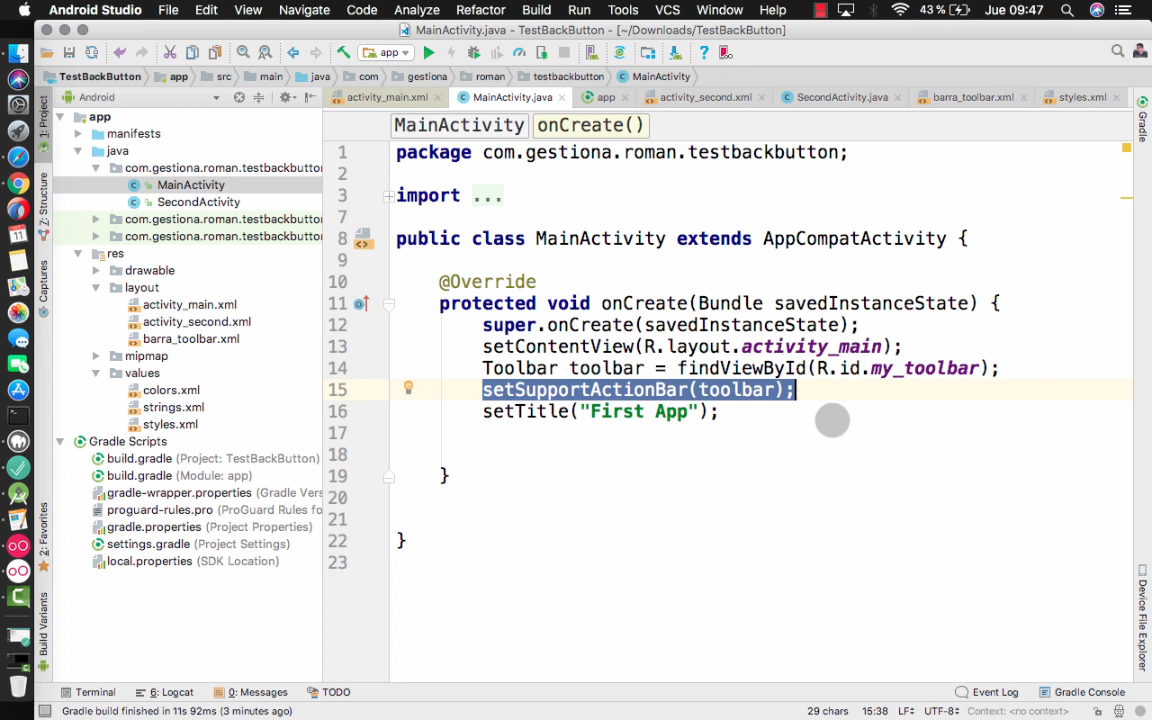 Android Studio File Edit View Navigate Code Analyze Refactor Build Run Tools VCS Window Help 43 % Jue 09:47
MainActivity.java - TestBackButton - [~/Downloads/TestBackButton]
app
TestBackButton app src main java com gestiona roman testbackbutton MainActivity
Android activity_main.xml MainActivity.java app activity_second.xml SecondActivity.java barra_toolbar.xml styles.xml
1: Project
Z: Structure
Captures
2: Favorites
Build Variants
app
manifests
java
com.gestiona.roman.testbackbutto
MainActivity
SecondActivity
com.gestiona.roman.testbackbutto
com.gestiona.roman.testbackbutto
res
drawable
layout
activity_main.xml
activity_second.xml
barra_toolbar.xml
mipmap
values
colors.xml
strings.xml
styles.xml
Gradle Scripts
build.gradle (Project: TestBackButton)
build.gradle (Module: app)
gradle-wrapper.properties (Gradle Vers
proguard-rules.pro (ProGuard Rules fo
gradle.properties (Project Properties)
settings.gradle (Project Settings)
local.properties (SDK Location)
MainActivity onCreate()
1 package com.gestiona.roman.testbackbutton;
2
3 import ...
7
8 public class MainActivity extends AppCompatActivity {
9
10 @Override
11 protected void onCreate(Bundle savedInstanceState) {
12 super.onCreate(savedInstanceState);
13 setContentView(R.layout.activity_main);
14 Toolbar toolbar = findViewById(R.id.my_toolbar);
15 setSupportActionBar(toolbar);
16 setTitle("First App");
17
18
19 }
20
21
22 }
23
Gradle
Device File Explorer
Terminal 6: Logcat 0: Messages TODO Event Log Gradle Console
Gradle build finished in 11s 92ms (3 minutes ago) 29 chars 15:38 LF UTF-8 Context: <no context>